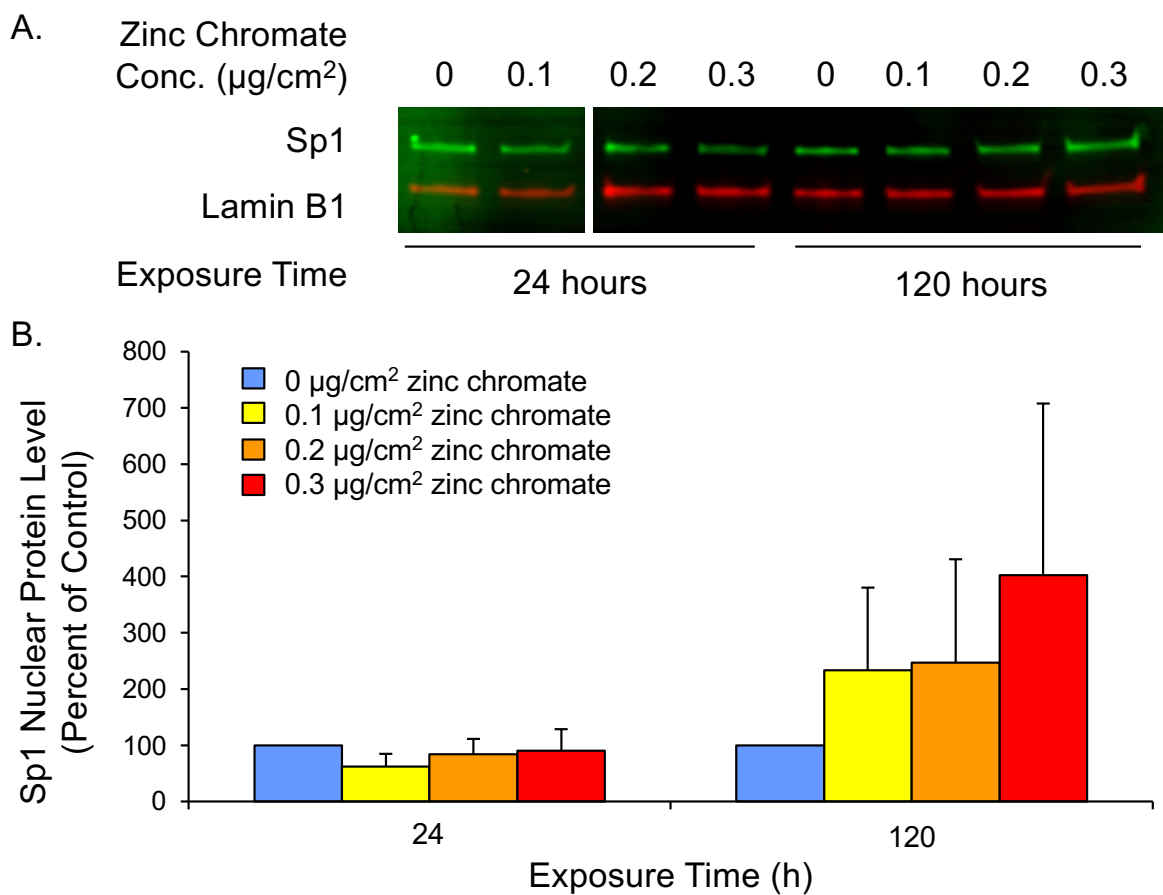 A.
Zinc Chromate
Conc. (µg/cm²) 0 0.1 0.2 0.3 0 0.1 0.2 0.3
Sp1
Lamin B1
Exposure Time 24 hours 120 hours
B.
Sp1 Nuclear Protein Level
(Percent of Control)
800
700
600
500
400
300
200
100
0
0 µg/cm² zinc chromate
0.1 µg/cm² zinc chromate
0.2 µg/cm² zinc chromate
0.3 µg/cm² zinc chromate
24 120
Exposure Time (h)